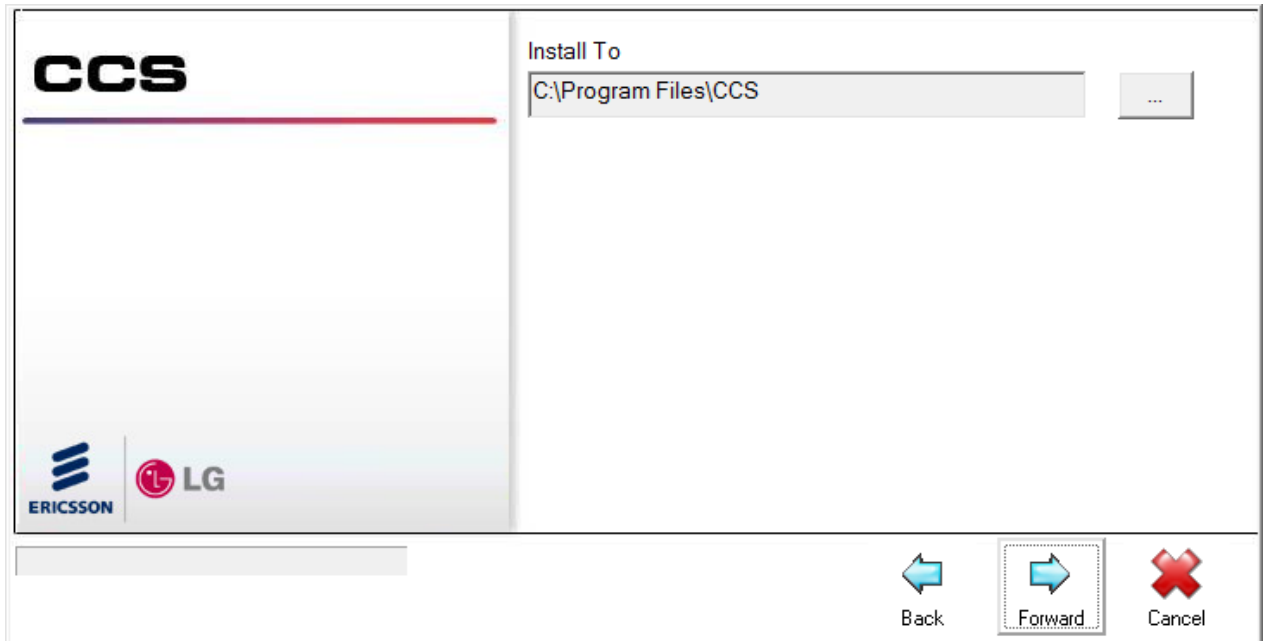 CCS
Install To
C:\Program Files\CCS
...
ERICSSON
LG
Back
Forward
Cancel